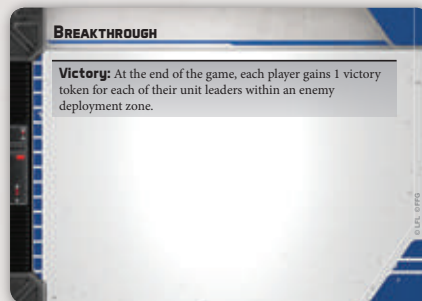 BREAKTHROUGH
Victory: At the end of the game, each player gains 1 victory
token for each of their unit leaders within an enemy
deployment zone.
© LFL © FFG